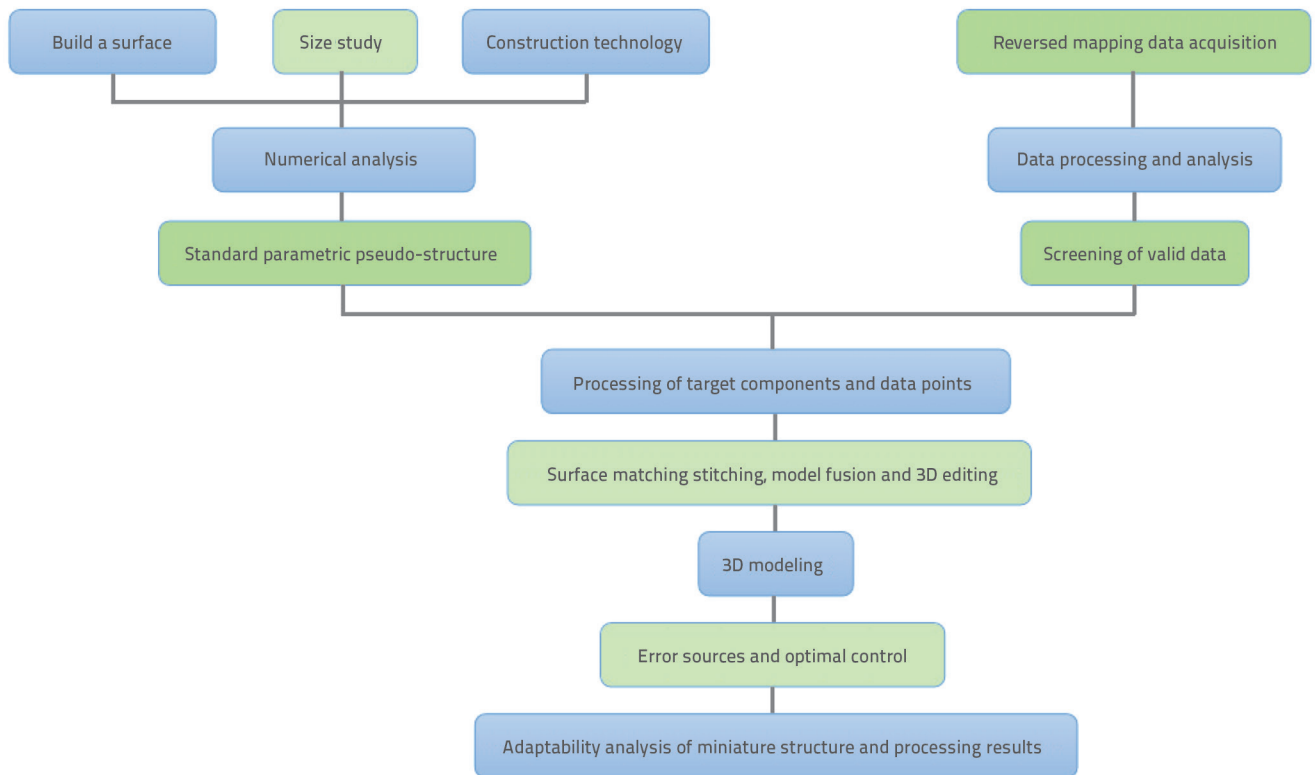 Build a surface
Size study
Construction technology
Reversed mapping data acquisition
Numerical analysis
Data processing and analysis
Standard parametric pseudo-structure
Screening of valid data
Processing of target components and data points
Surface matching stitching, model fusion and 3D editing
3D modeling
Error sources and optimal control
Adaptability analysis of miniature structure and processing results